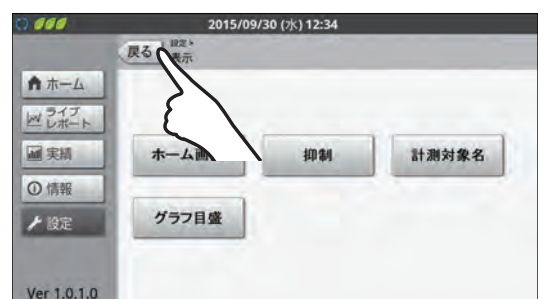 2015/09/30 (水) 12:34
戻る
設定>
表示
ホーム
ライブ
レポート
実績
情報
設定
ホーム画
抑制
計測対象名
グラフ目盛
Ver 1.0.1.0